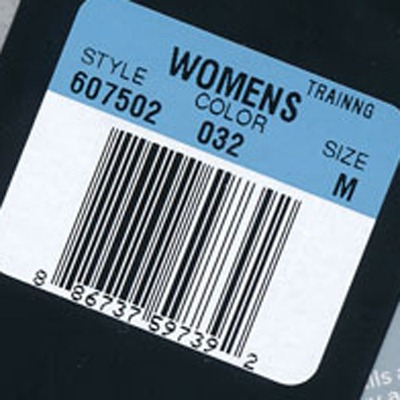 WOMENS TRAINNG
STYLE COLOR SIZE
607502 032 M
8 86737 59739 2